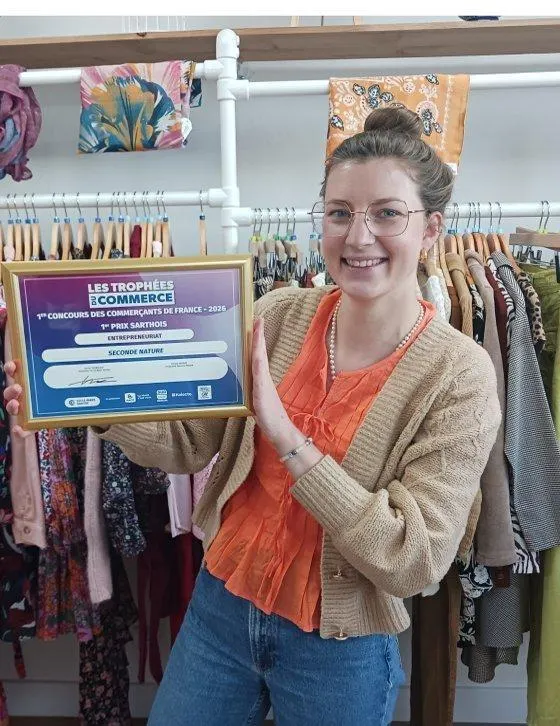 LES TROPHÉES
DU COMMERCE
1ER CONCOURS DES COMMERÇANTS DE FRANCE - 2026
1ER PRIX SARTHOIS
ENTREPRENEURIAT
SECONDE NATURE